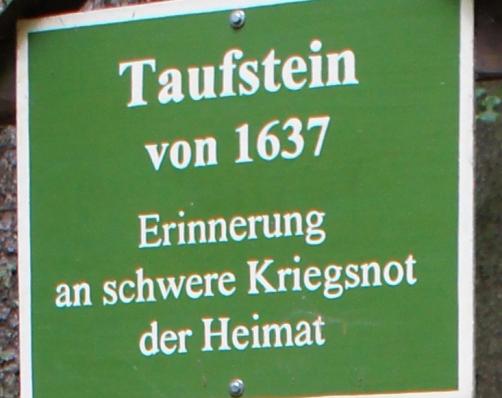 Taufstein
von 1637
Erinnerung
an schwere Kriegsnot
der Heimat